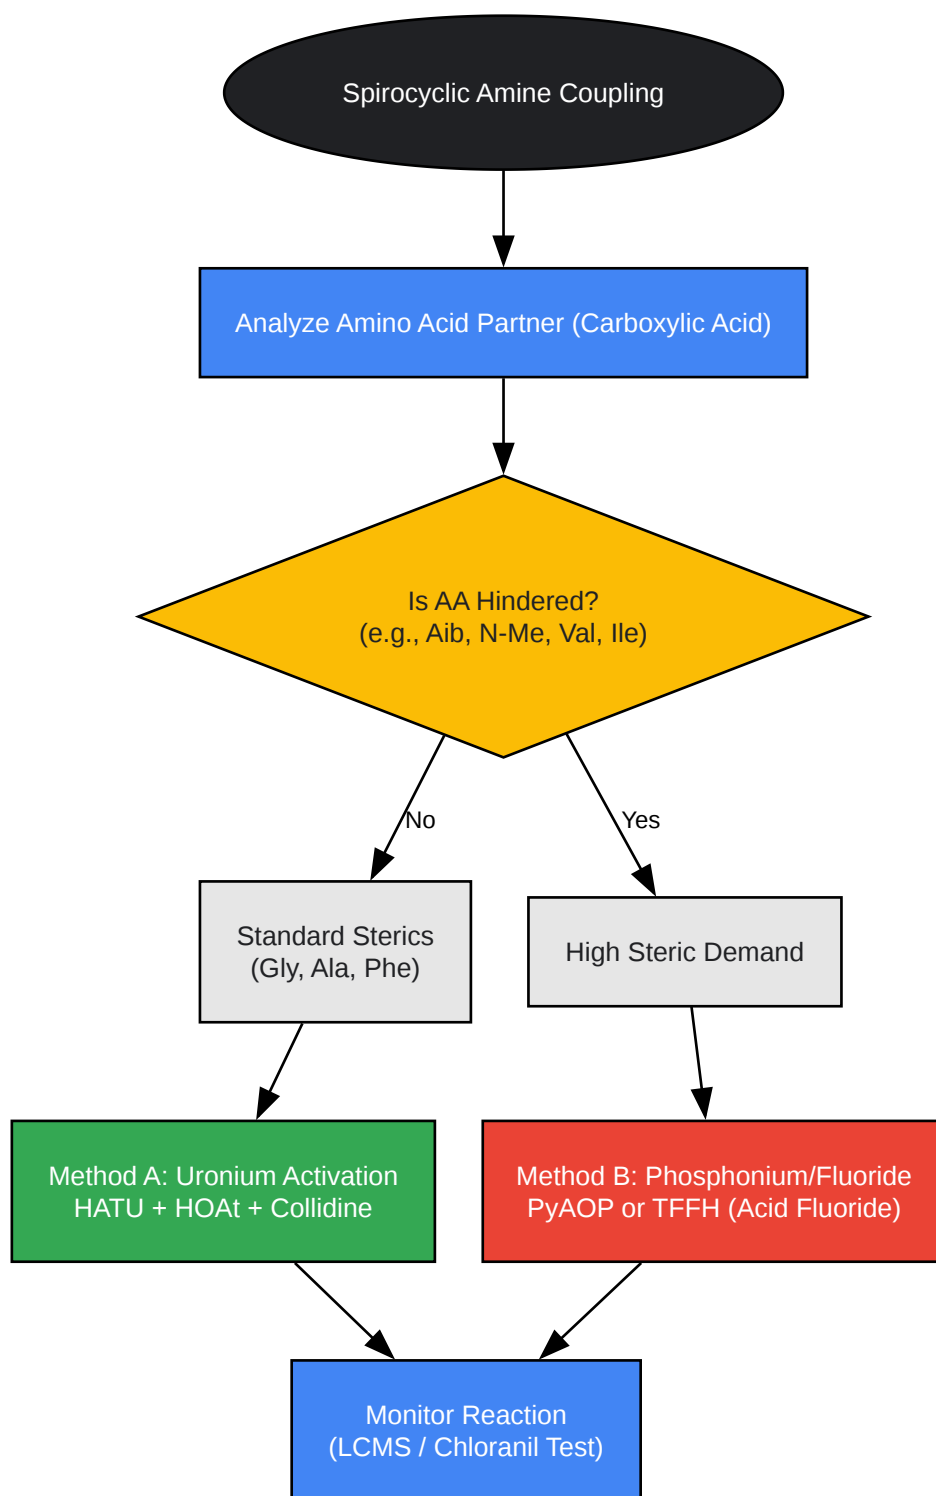 Spirocyclic Amine Coupling
Analyze Amino Acid Partner (Carboxylic Acid)
Is AA Hindered?
(e.g., Aib, N-Me, Val, Ile)
No
Yes
Standard Sterics
(Gly, Ala, Phe)
High Steric Demand
Method A: Uronium Activation
HATU + HOAt + Collidine
Method B: Phosphonium/Fluoride
PyAOP or TFFH (Acid Fluoride)
Monitor Reaction
(LCMS / Chloranil Test)